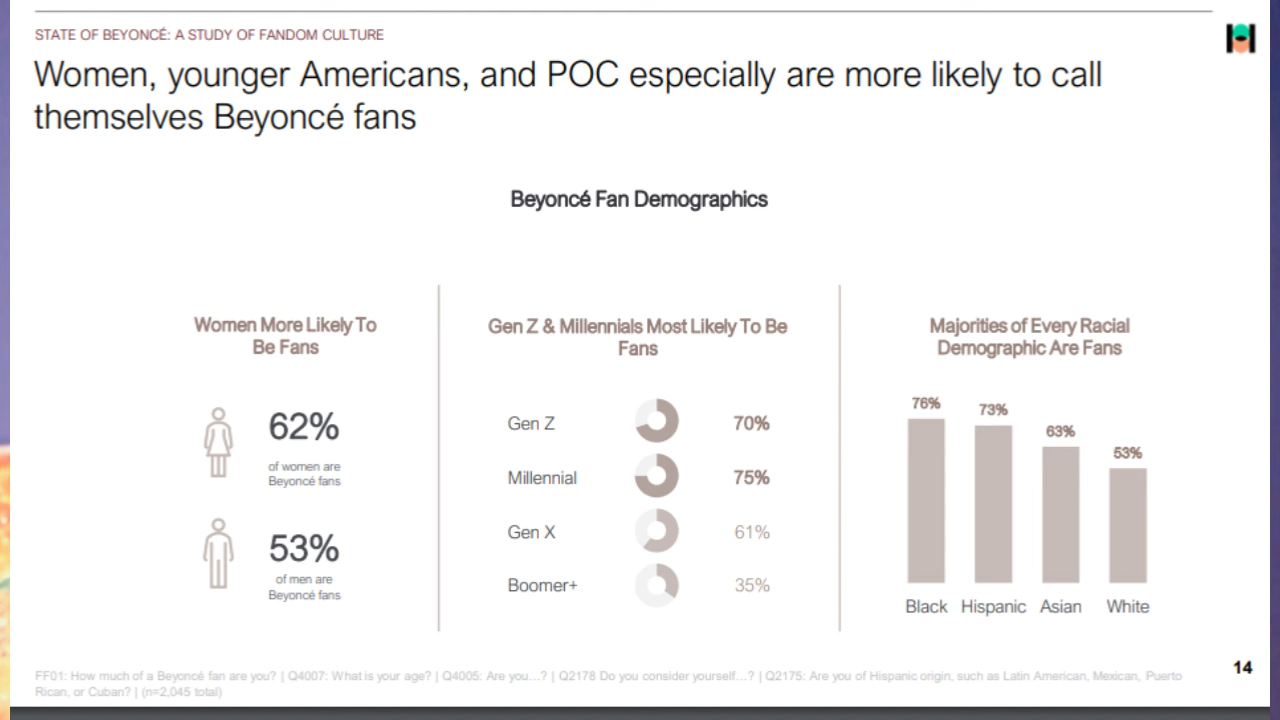 STATE OF BEYONCÉ: A STUDY OF FANDOM CULTURE
Women, younger Americans, and POC especially are more likely to call
themselves Beyoncé fans
Beyoncé Fan Demographics
Women More Likely To
Be Fans
62%
of women are
Beyoncé fans
53%
of men are
Beyoncé fans
Gen Z & Millennials Most Likely To Be
Fans
Gen Z 70%
Millennial 75%
Gen X 61%
Boomer+ 35%
Majorities of Every Racial
Demographic Are Fans
76% 73% 63% 53%
Black Hispanic Asian White
FF01: How much of a Beyoncé fan are you? | Q4007: What is your age? | Q4005: Are you...? | Q2178 Do you consider yourself...? | Q2175: Are you of Hispanic origin, such as Latin American, Mexican, Puerto
Rican, or Cuban? | (n=2,045 total)
14